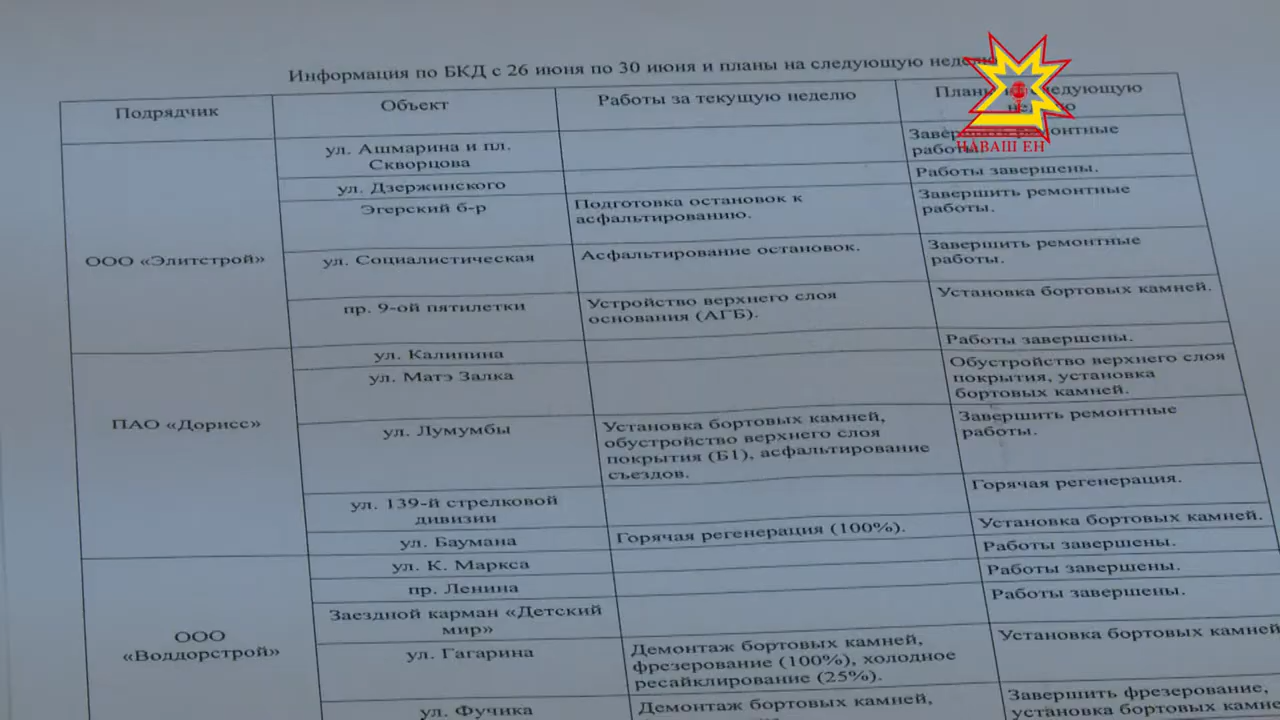 Информация по БКД с 26 июня по 30 июня и планы на следующую
Подрядчик
Объект
Работы за текущую неделю
ООО «Элитстрой»
ул. Ашмарина и пл.
Скворцова
ремонтные
ул. Дзержинского
Работы завершены.
Эгерский б-р
Подготовка остановок к
асфальтированию.
Завершить ремонтные
работы.
ул. Социалистическая
Асфальтирование остановок.
Завершить ремонтные
работы.
пр. 9-ой пятилетки
Устройство верхнего слоя
основания (АГБ).
Установка бортовых камней.
ПАО «Дорисс»
ул. Калинина
Работы завершены.
ул. Матэ Залка
Обустройство верхнего слоя
покрытия, установка
бортовых камней.
ул. Лумумбы
Установка бортовых камней,
обустройство верхнего слоя
покрытия (Б1), асфальтирование
съездов.
Завершить ремонтные
работы.
ул. 139-й стрелковой
дивизии
Горячая регенерация.
ул. Баумана
Горячая регенерация (100%).
Установка бортовых камней.
ООО
«Воддорстрой»
ул. К. Маркса
Работы завершены.
пр. Ленина
Работы завершены.
Заездной карман «Детский
мир»
Работы завершены.
ул. Гагарина
Демонтаж бортовых камней,
фрезерование (100%), холодное
ресайклирование (25%).
Установка бортовых камней
ул. Фучика
Демонтаж бортовых камней,
Завершить фрезерование,
установка бортовых
ЧӐВАШ ЕН